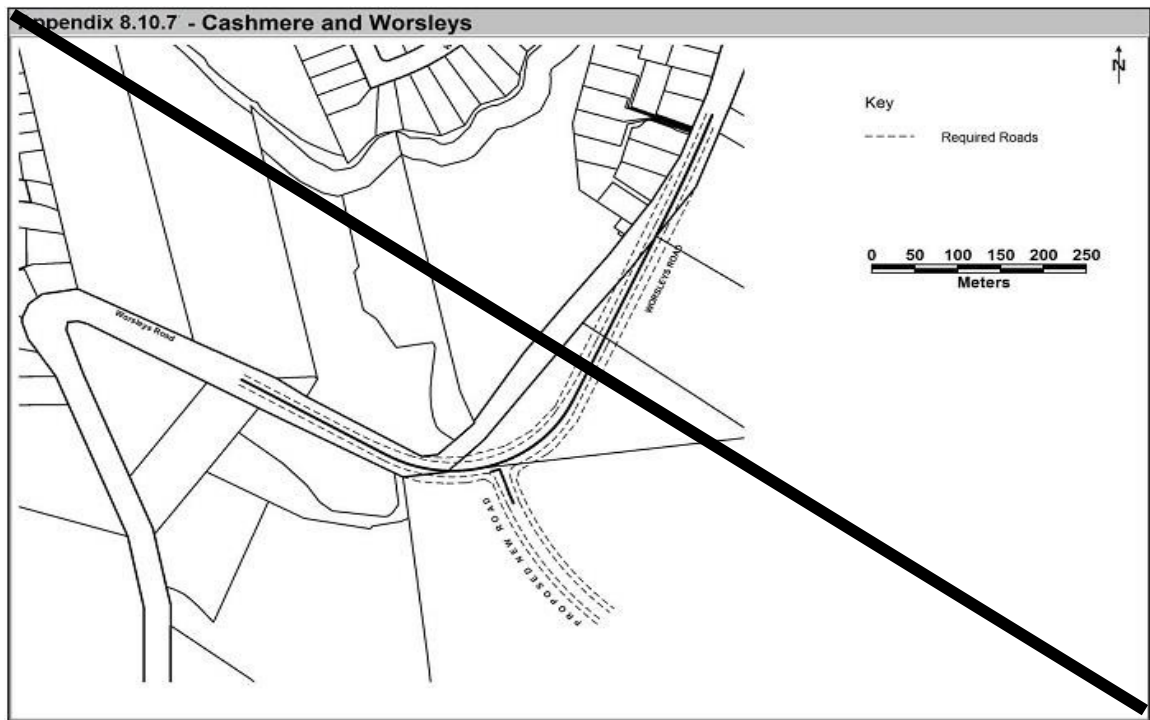 Appendix 8.10.7 - Cashmere and Worsleys
N
Key
Required Roads
0 50 100 150 200 250
Meters
WORSLEYS ROAD
Worsleys Road
PROPOSED NEW ROAD